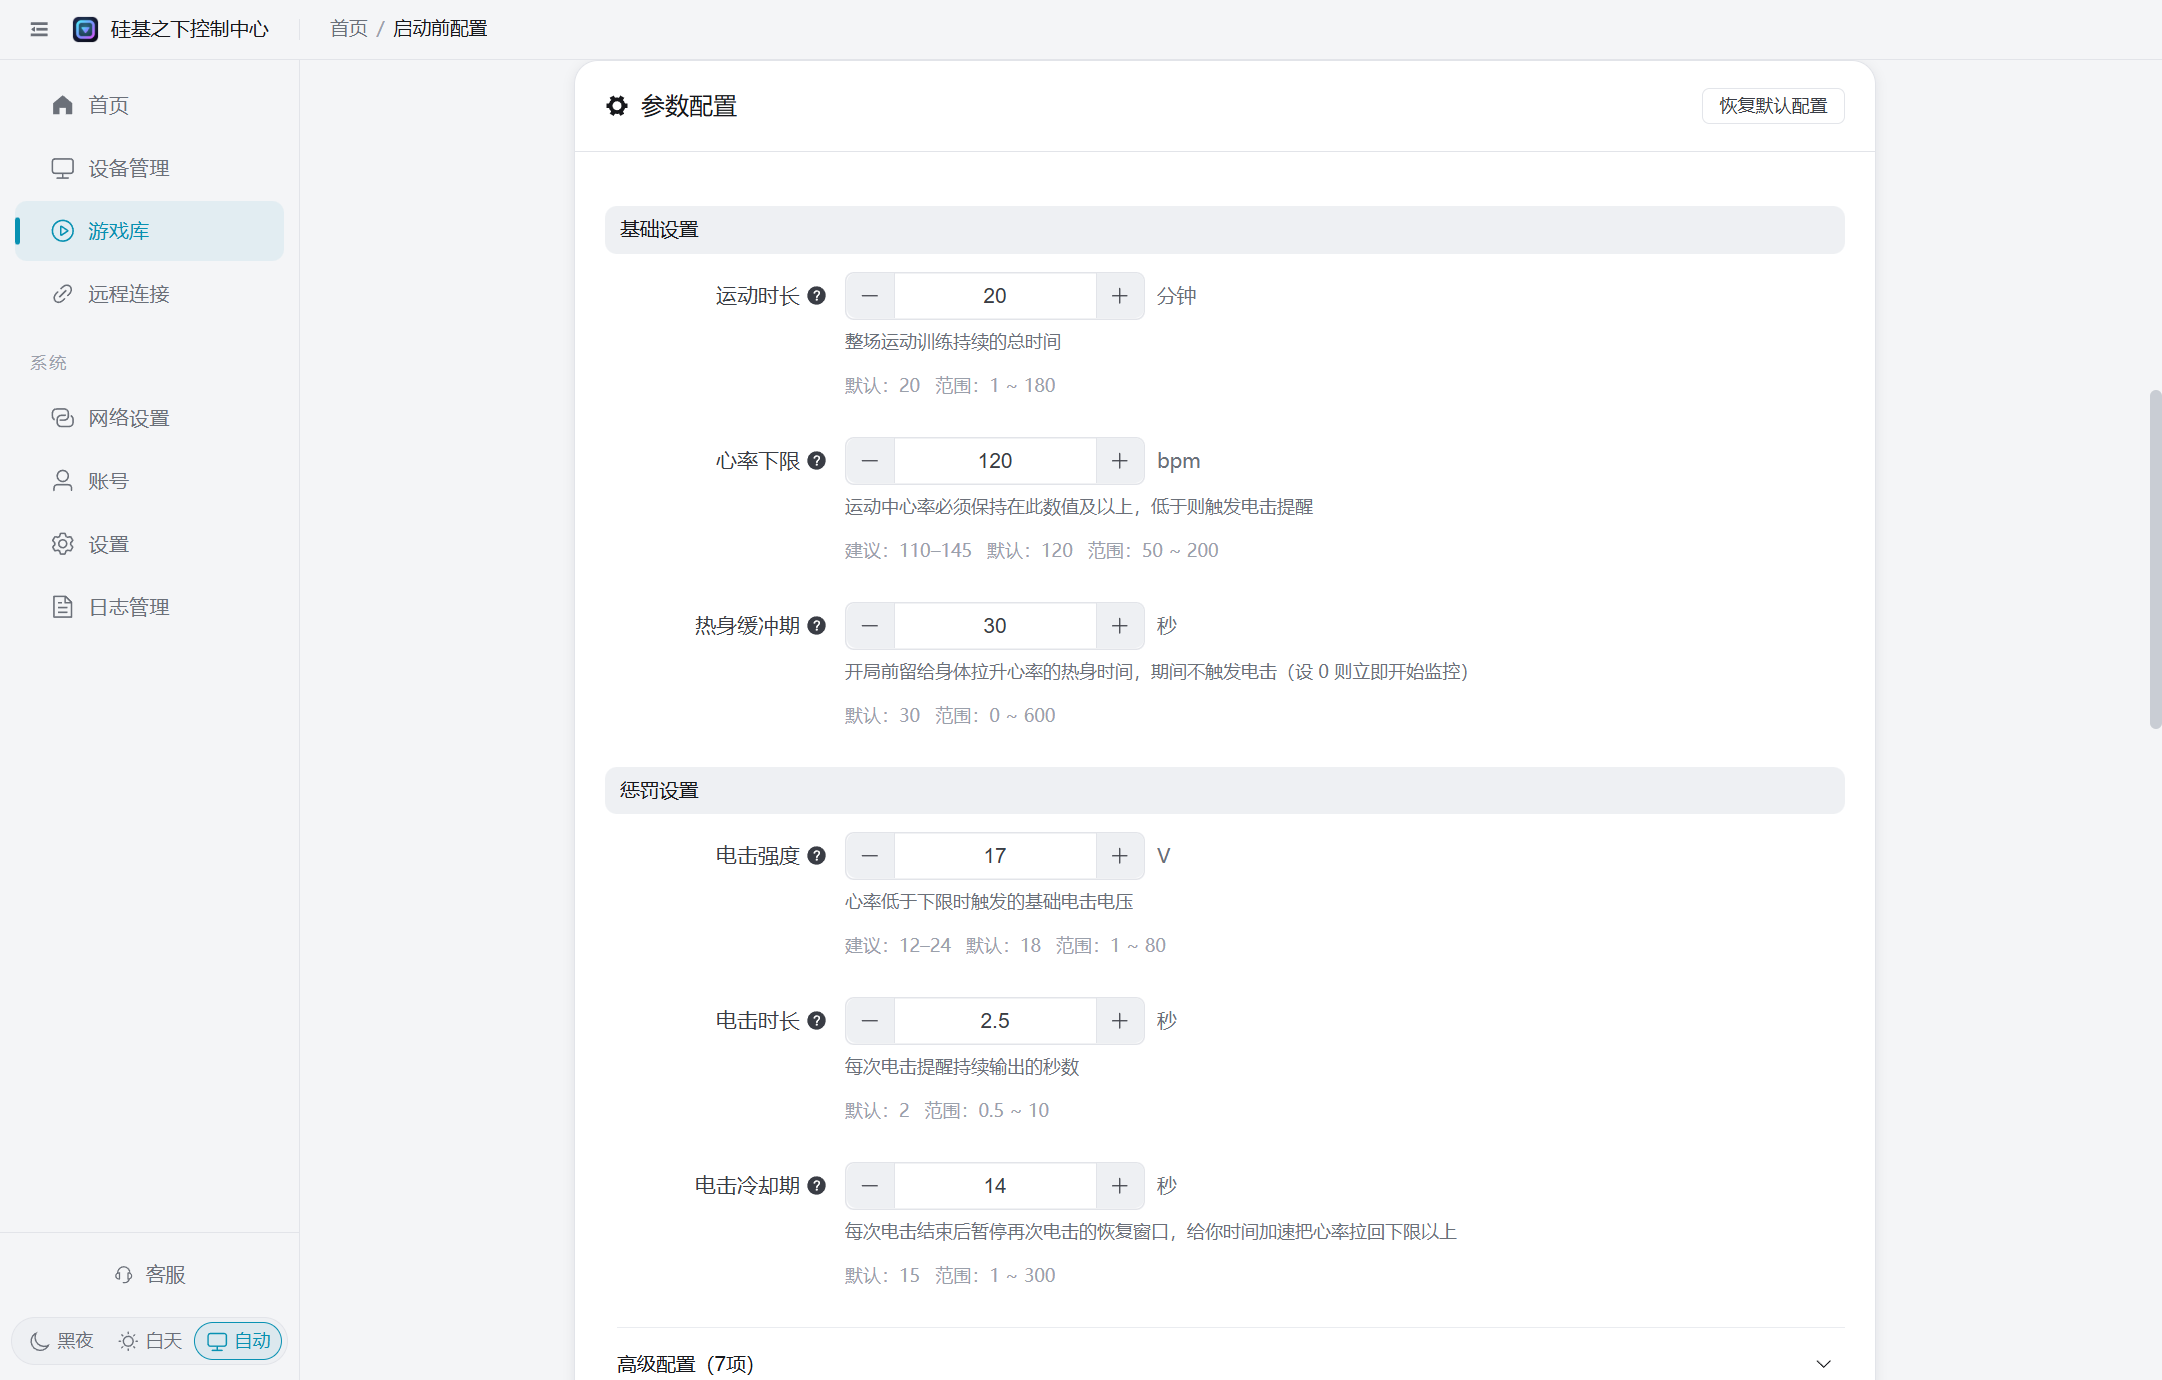 硅基之下控制中心
首页 / 启动前配置
首页
设备管理
游戏库
远程连接
系统
网络设置
账号
设置
日志管理
客服
黑夜 白天 自动
参数配置
恢复默认配置
基础设置
运动时长 ? — 20 + 分钟
整场运动训练持续的总时间
默认：20 范围：1 ~ 180
心率下限 ? — 120 + bpm
运动中心率必须保持在此数值及以上，低于则触发电击提醒
建议：110–145 默认：120 范围：50 ~ 200
热身缓冲期 ? — 30 + 秒
开局前留给身体拉升心率的热身时间，期间不触发电击（设 0 则立即开始监控）
默认：30 范围：0 ~ 600
惩罚设置
电击强度 ? — 17 + V
心率低于下限时触发的基础电击电压
建议：12–24 默认：18 范围：1 ~ 80
电击时长 ? — 2.5 + 秒
每次电击提醒持续输出的秒数
默认：2 范围：0.5 ~ 10
电击冷却期 ? — 14 + 秒
每次电击结束后暂停再次电击的恢复窗口，给你时间加速把心率拉回下限以上
默认：15 范围：1 ~ 300
高级配置（7项）